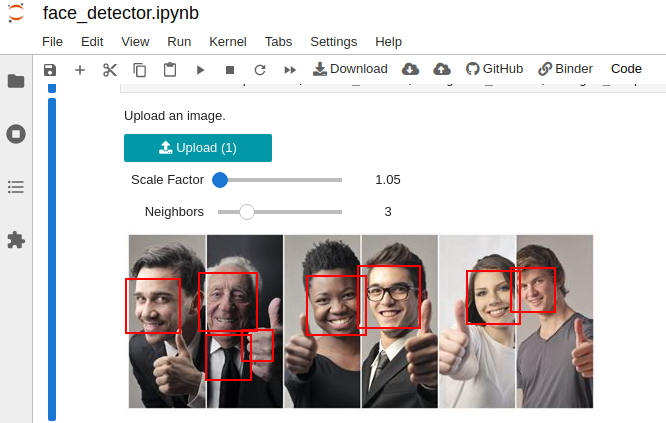 face_detector.ipynb
File Edit View Run Kernel Tabs Settings Help
Download GitHub Binder Code
Upload an image.
Upload (1)
Scale Factor 1.05
Neighbors 3